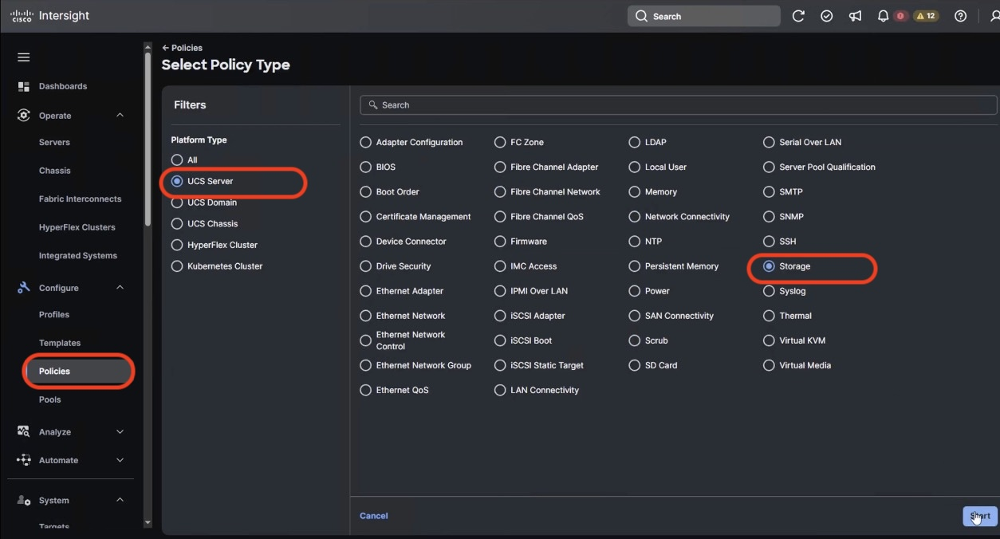 CISCO Intersight
Search
12
Dashboards
Operate
Servers
Chassis
Fabric Interconnects
HyperFlex Clusters
Integrated Systems
Configure
Profiles
Templates
Policies
Pools
Analyze
Automate
System
Targets
← Policies
Select Policy Type
Filters
Platform Type
All
UCS Server
UCS Domain
UCS Chassis
HyperFlex Cluster
Kubernetes Cluster
Search
Adapter Configuration
BIOS
Boot Order
Certificate Management
Device Connector
Drive Security
Ethernet Adapter
Ethernet Network
Ethernet Network
Control
Ethernet Network Group
Ethernet QoS
FC Zone
Fibre Channel Adapter
Fibre Channel Network
Fibre Channel QoS
Firmware
IMC Access
IPMI Over LAN
iSCSI Adapter
iSCSI Boot
iSCSI Static Target
LAN Connectivity
LDAP
Local User
Memory
Network Connectivity
NTP
Persistent Memory
Power
SAN Connectivity
Scrub
SD Card
Serial Over LAN
Server Pool Qualification
SMTP
SNMP
SSH
Storage
Syslog
Thermal
Virtual KVM
Virtual Media
Cancel
Start